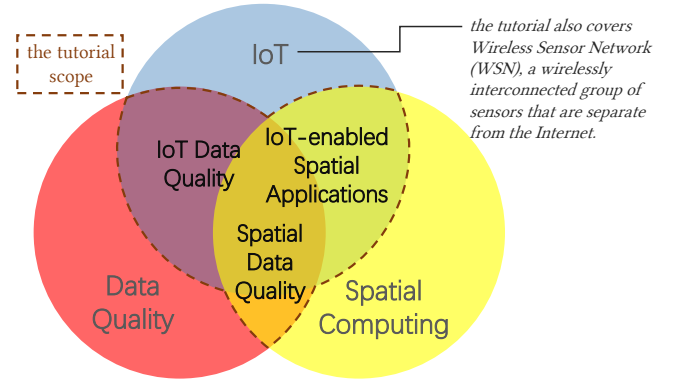 the tutorial
scope
IoT
the tutorial also covers
Wireless Sensor Network
(WSN), a wirelessly
interconnected group of
sensors that are separate
from the Internet.
IoT Data
Quality
IoT-enabled
Spatial
Applications
Spatial
Data
Quality
Data
Quality
Spatial
Computing